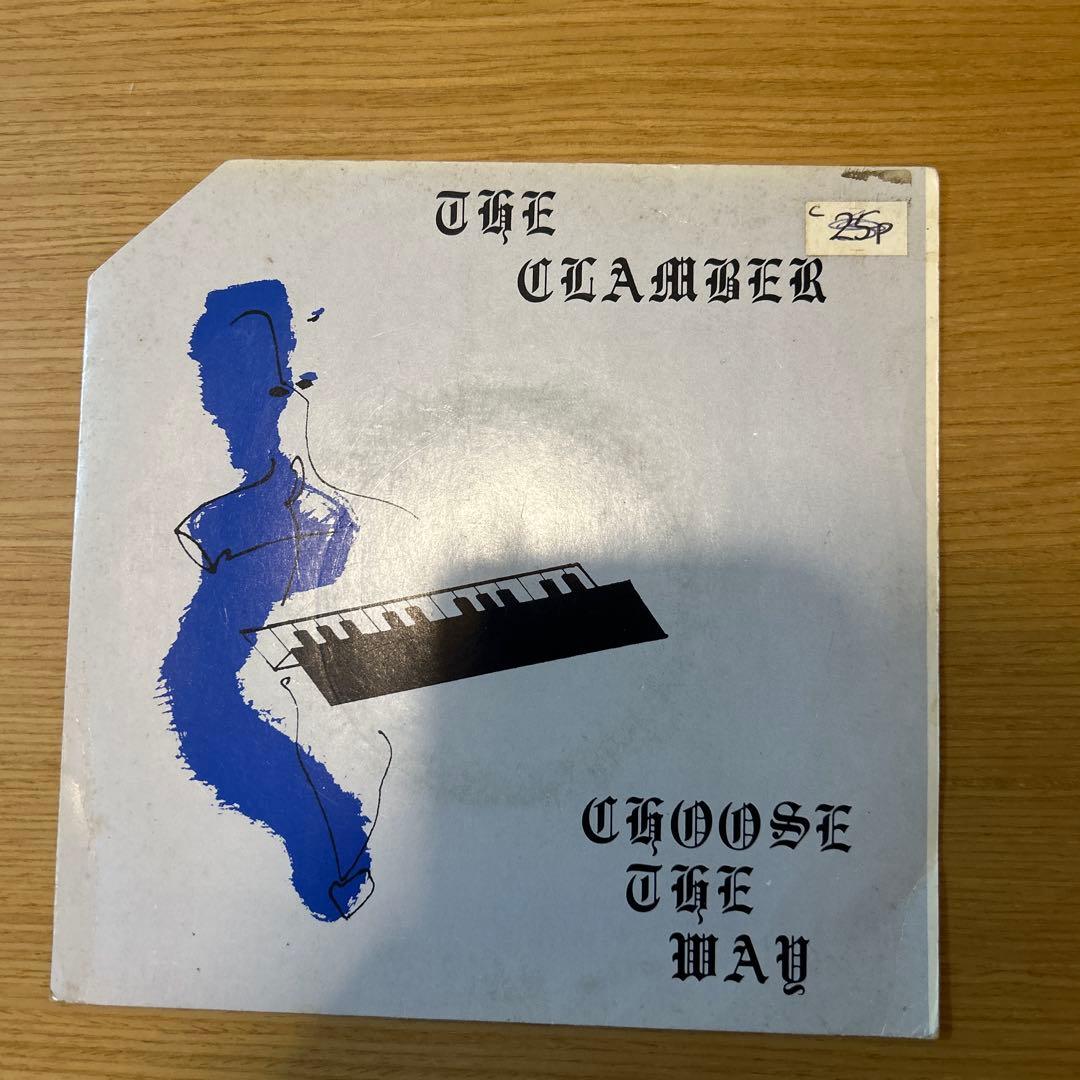 THE
CLAMBER
C 25p
CHOOSE
THE
WAY